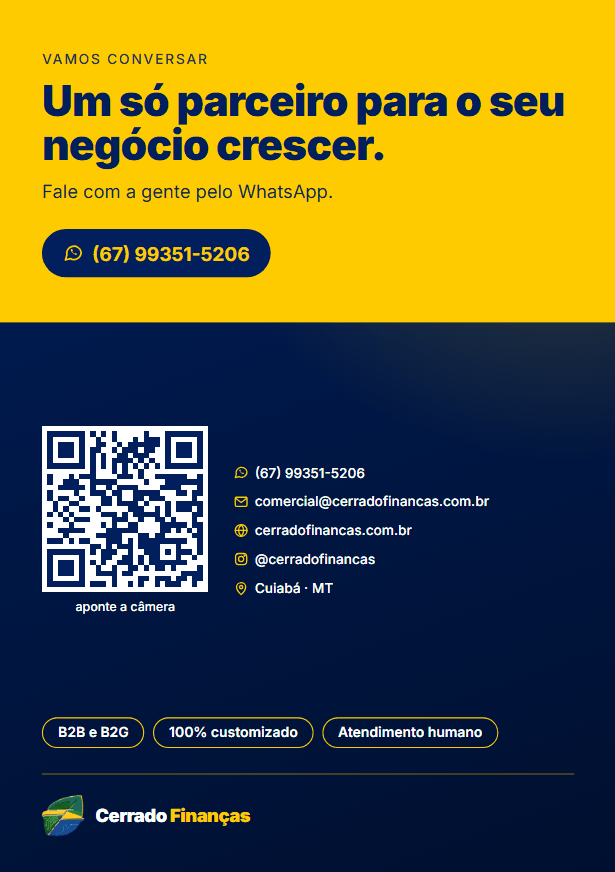 VAMOS CONVERSAR
Um só parceiro para o seu
negócio crescer.
Fale com a gente pelo WhatsApp.
(67) 99351-5206
(67) 99351-5206
comercial@cerradofinancas.com.br
cerradofinancas.com.br
@cerradofinancas
Cuiabá · MT
aponte a câmera
B2B e B2G
100% customizado
Atendimento humano
Cerrado Finanças